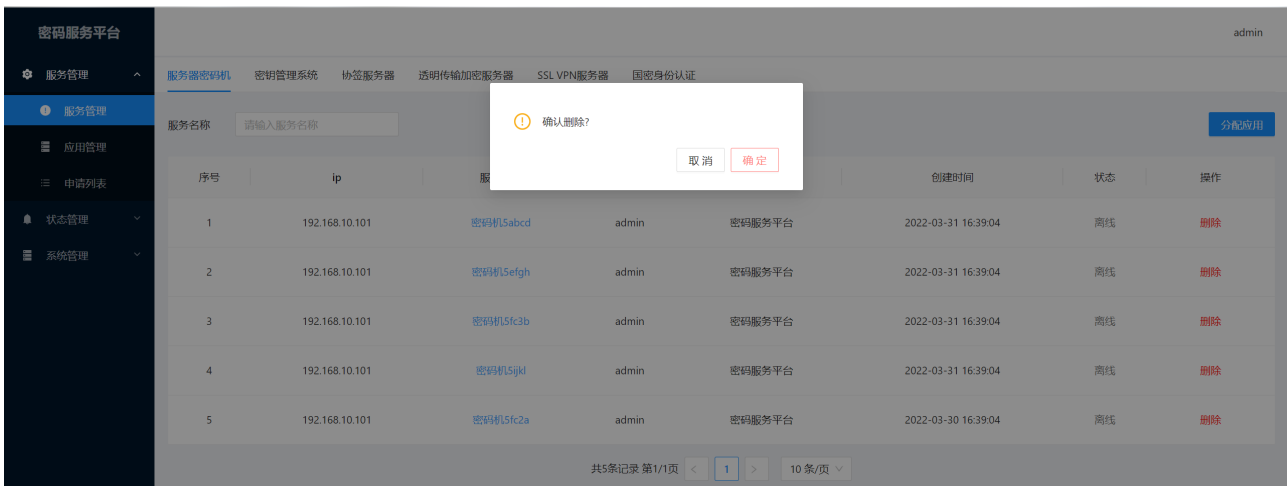 密码服务平台
admin
服务管理
服务管理
应用管理
申请列表
状态管理
系统管理
服务器密码机 密钥管理系统 协签服务器 透明传输加密服务器 SSL VPN服务器 国密身份认证
服务名称 请输入服务名称 分配应用
确认删除?
取 消 确 定
序号 ip 服 创建时间 状态 操作
1 192.168.10.101 密码机5abcd admin 密码服务平台 2022-03-31 16:39:04 离线 删除
2 192.168.10.101 密码机5efgh admin 密码服务平台 2022-03-31 16:39:04 离线 删除
3 192.168.10.101 密码机5fc3b admin 密码服务平台 2022-03-31 16:39:04 离线 删除
4 192.168.10.101 密码机5ijkl admin 密码服务平台 2022-03-31 16:39:04 离线 删除
5 192.168.10.101 密码机5fc2a admin 密码服务平台 2022-03-30 16:39:04 离线 删除
共5条记录 第1/1页 < 1 > 10 条/页